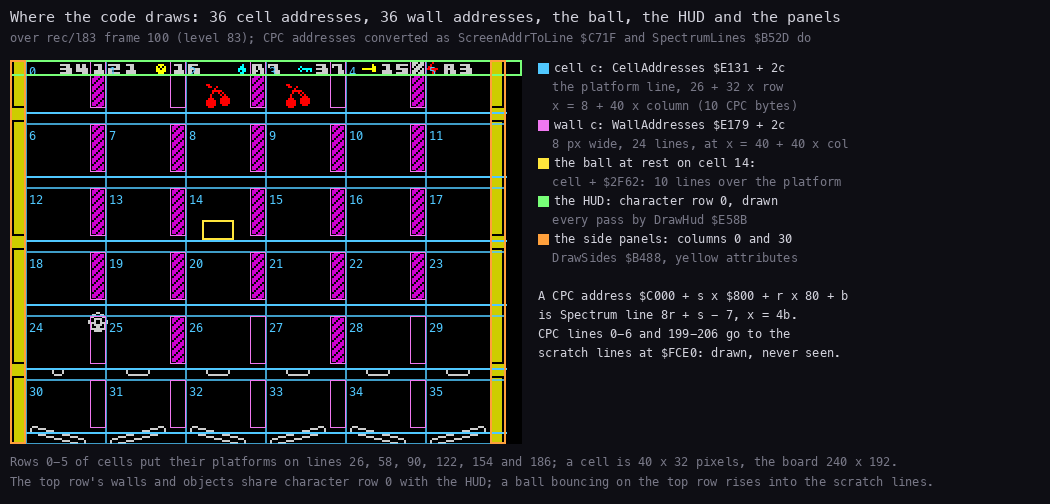 Where the code draws: 36 cell addresses, 36 wall addresses, the ball, the HUD and the panels
over rec/l83 frame 100 (level 83); CPC addresses converted as ScreenAddrToLine $C71F and SpectrumLines $B52D do
0 4
6 7 8 9 10 11
12 13 14 15 16 17
18 19 20 21 22 23
24 25 26 27 28 29
30 31 32 33 34 35
cell c: CellAddresses $E131 + 2c
the platform line, 26 + 32 x row
x = 8 + 40 x column (10 CPC bytes)
wall c: WallAddresses $E179 + 2c
8 px wide, 24 lines, at x = 40 + 40 x col
the ball at rest on cell 14:
cell + $2F62: 10 lines over the platform
the HUD: character row 0, drawn
every pass by DrawHud $E58B
the side panels: columns 0 and 30
DrawSides $B488, yellow attributes
A CPC address $C000 + s x $800 + r x 80 + b
is Spectrum line 8r + s − 7, x = 4b.
CPC lines 0–6 and 199–206 go to the
scratch lines at $FCE0: drawn, never seen.
Rows 0–5 of cells put their platforms on lines 26, 58, 90, 122, 154 and 186; a cell is 40 x 32 pixels, the board 240 x 192.
The top row's walls and objects share character row 0 with the HUD; a ball bouncing on the top row rises into the scratch lines.